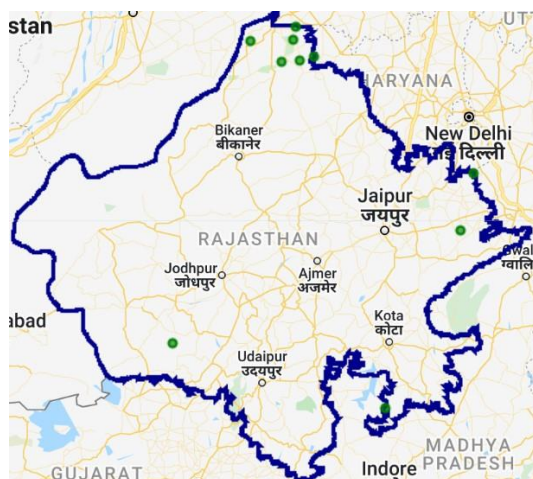 stan
UT
HARYANA
New Delhi
Bikaner
बीकानेर
Jaipur
जयपुर
RAJASTHAN
Jodhpur
जोधपुर
Ajmer
अजमेर
ग्वालि
abad
Kota
कोटा
Udaipur
उदयपुर
MADHYA
PRADESH
Indore
GUJARAT